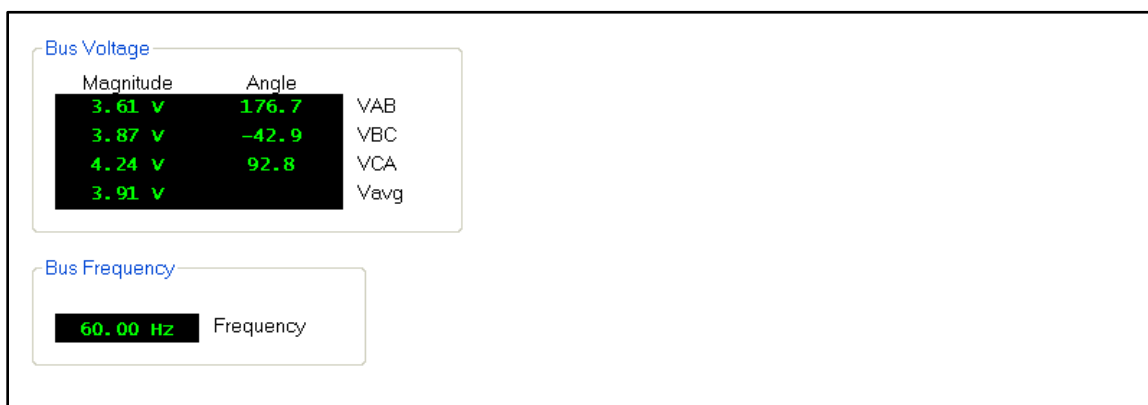 Bus Voltage
Magnitude Angle
3.61 V 176.7 VAB
3.87 V -42.9 VBC
4.24 V 92.8 VCA
3.91 V Vavg
Bus Frequency
60.00 Hz Frequency